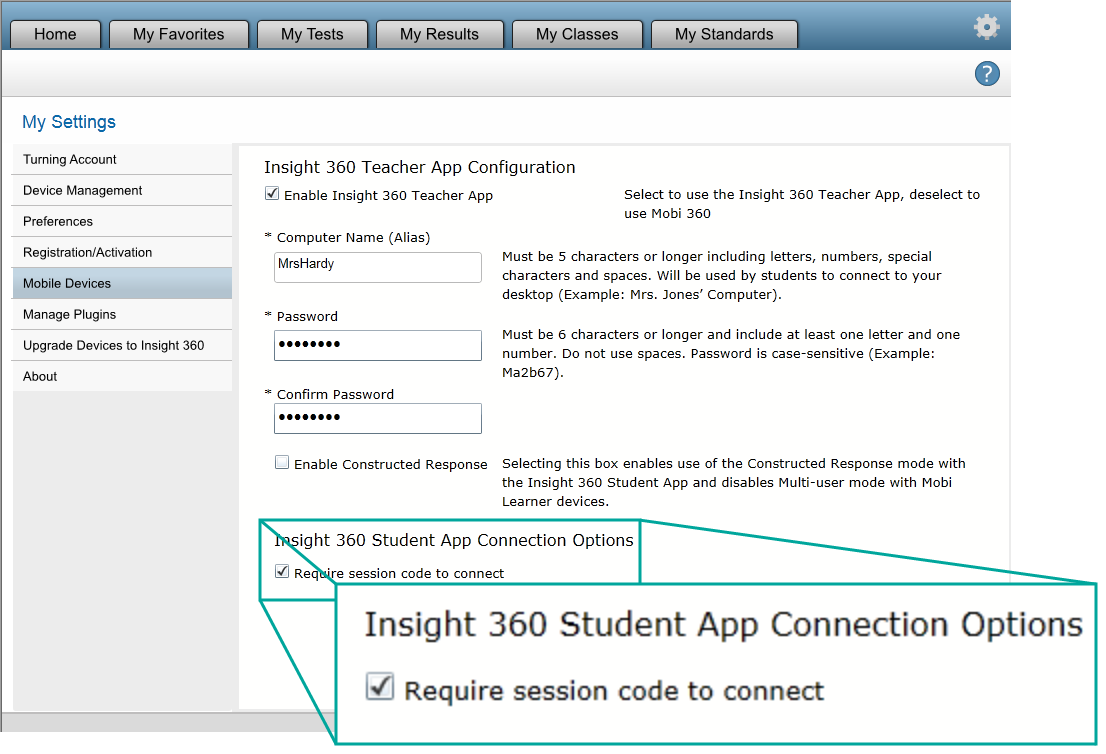 Home
My Favorites
My Tests
My Results
My Classes
My Standards
?
My Settings
Turning Account
Device Management
Preferences
Registration/Activation
Mobile Devices
Manage Plugins
Upgrade Devices to Insight 360
About
Insight 360 Teacher App Configuration
Enable Insight 360 Teacher App
Select to use the Insight 360 Teacher App, deselect to
use Mobi 360
* Computer Name (Alias)
MrsHardy
Must be 5 characters or longer including letters, numbers, special
characters and spaces. Will be used by students to connect to your
desktop (Example: Mrs. Jones’ Computer).
* Password
••••••••
Must be 6 characters or longer and include at least one letter and one
number. Do not use spaces. Password is case-sensitive (Example:
Ma2b67).
* Confirm Password
••••••••
Enable Constructed Response
Selecting this box enables use of the Constructed Response mode with
the Insight 360 Student App and disables Multi-user mode with Mobi
Learner devices.
Insight 360 Student App Connection Options
Require session code to connect
Insight 360 Student App Connection Options
Require session code to connect